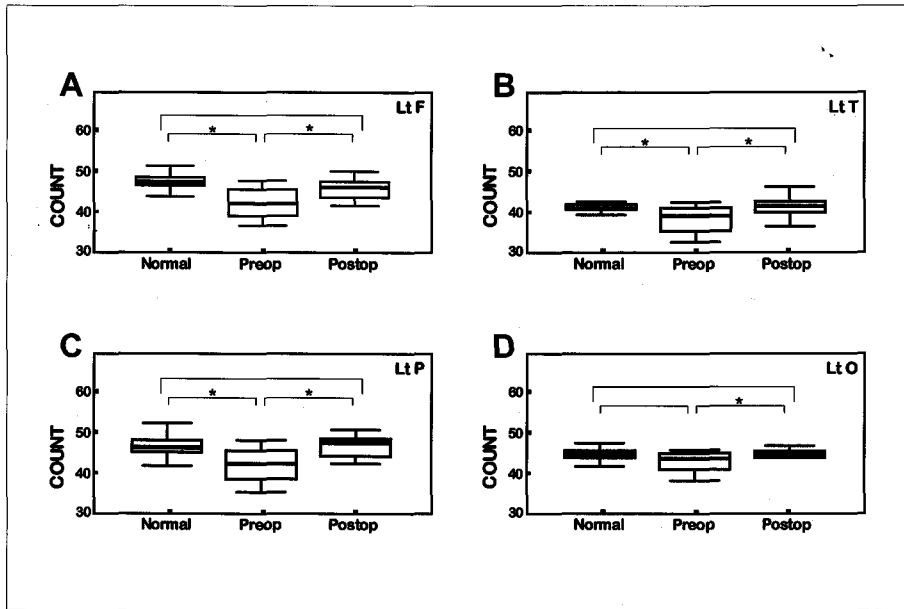 A
Lt F
COUNT
60
50
40
30
*
*
Normal
Preop
Postop
B
Lt T
COUNT
60
50
40
30
*
*
Normal
Preop
Postop
C
Lt P
COUNT
60
50
40
30
*
*
Normal
Preop
Postop
D
Lt O
COUNT
60
50
40
30
*
Normal
Preop
Postop